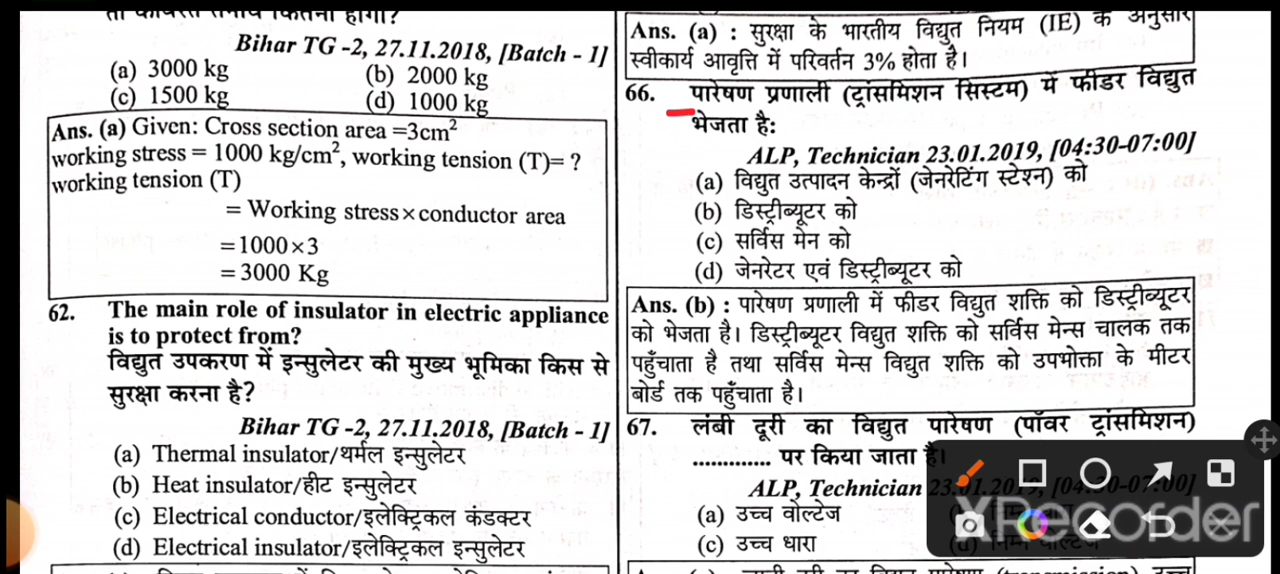 Bihar TG -2, 27.11.2018, [Batch - 1]
(a) 3000 kg (b) 2000 kg
(c) 1500 kg (d) 1000 kg
Ans. (a) Given: Cross section area =3cm²
working stress = 1000 kg/cm², working tension (T)= ?
working tension (T)
= Working stress×conductor area
=1000×3
=3000 Kg
62. The main role of insulator in electric appliance
is to protect from?
विद्युत उपकरण में इन्सुलेटर की मुख्य भूमिका किस से
सुरक्षा करना है?
Bihar TG -2, 27.11.2018, [Batch - 1]
(a) Thermal insulator/थर्मल इन्सुलेटर
(b) Heat insulator/हीट इन्सुलेटर
(c) Electrical conductor/इलेक्ट्रिकल कंडक्टर
(d) Electrical insulator/इलेक्ट्रिकल इन्सुलेटर
Ans. (a) : सुरक्षा के भारतीय विद्युत नियम (IE) के अनुसार
स्वीकार्य आवृत्ति में परिवर्तन 3% होता है।
66. पारेषण प्रणाली (ट्रांसमिशन सिस्टम) में फीडर विद्युत
भेजता है:
ALP, Technician 23.01.2019, [04:30-07:00]
(a) विद्युत उत्पादन केन्द्रों (जेनरेटिंग स्टेश्न) को
(b) डिस्ट्रीब्यूटर को
(c) सर्विस मेन को
(d) जेनरेटर एवं डिस्ट्रीब्यूटर को
Ans. (b) : पारेषण प्रणाली में फीडर विद्युत शक्ति को डिस्ट्रीब्यूटर
को भेजता है। डिस्ट्रीब्यूटर विद्युत शक्ति को सर्विस मेन्स चालक तक
पहुँचाता है तथा सर्विस मेन्स विद्युत शक्ति को उपभोक्ता के मीटर
बोर्ड तक पहुँचाता है।
67. लंबी दूरी का विद्युत पारेषण (पॉवर ट्रांसमिशन)
............. पर किया जाता है।
ALP, Technician 23.01.2019, [04:30-07:00]
(a) उच्च वोल्टेज
(c) उच्च धारा (d) निम्न वोल्टेज
Recorder